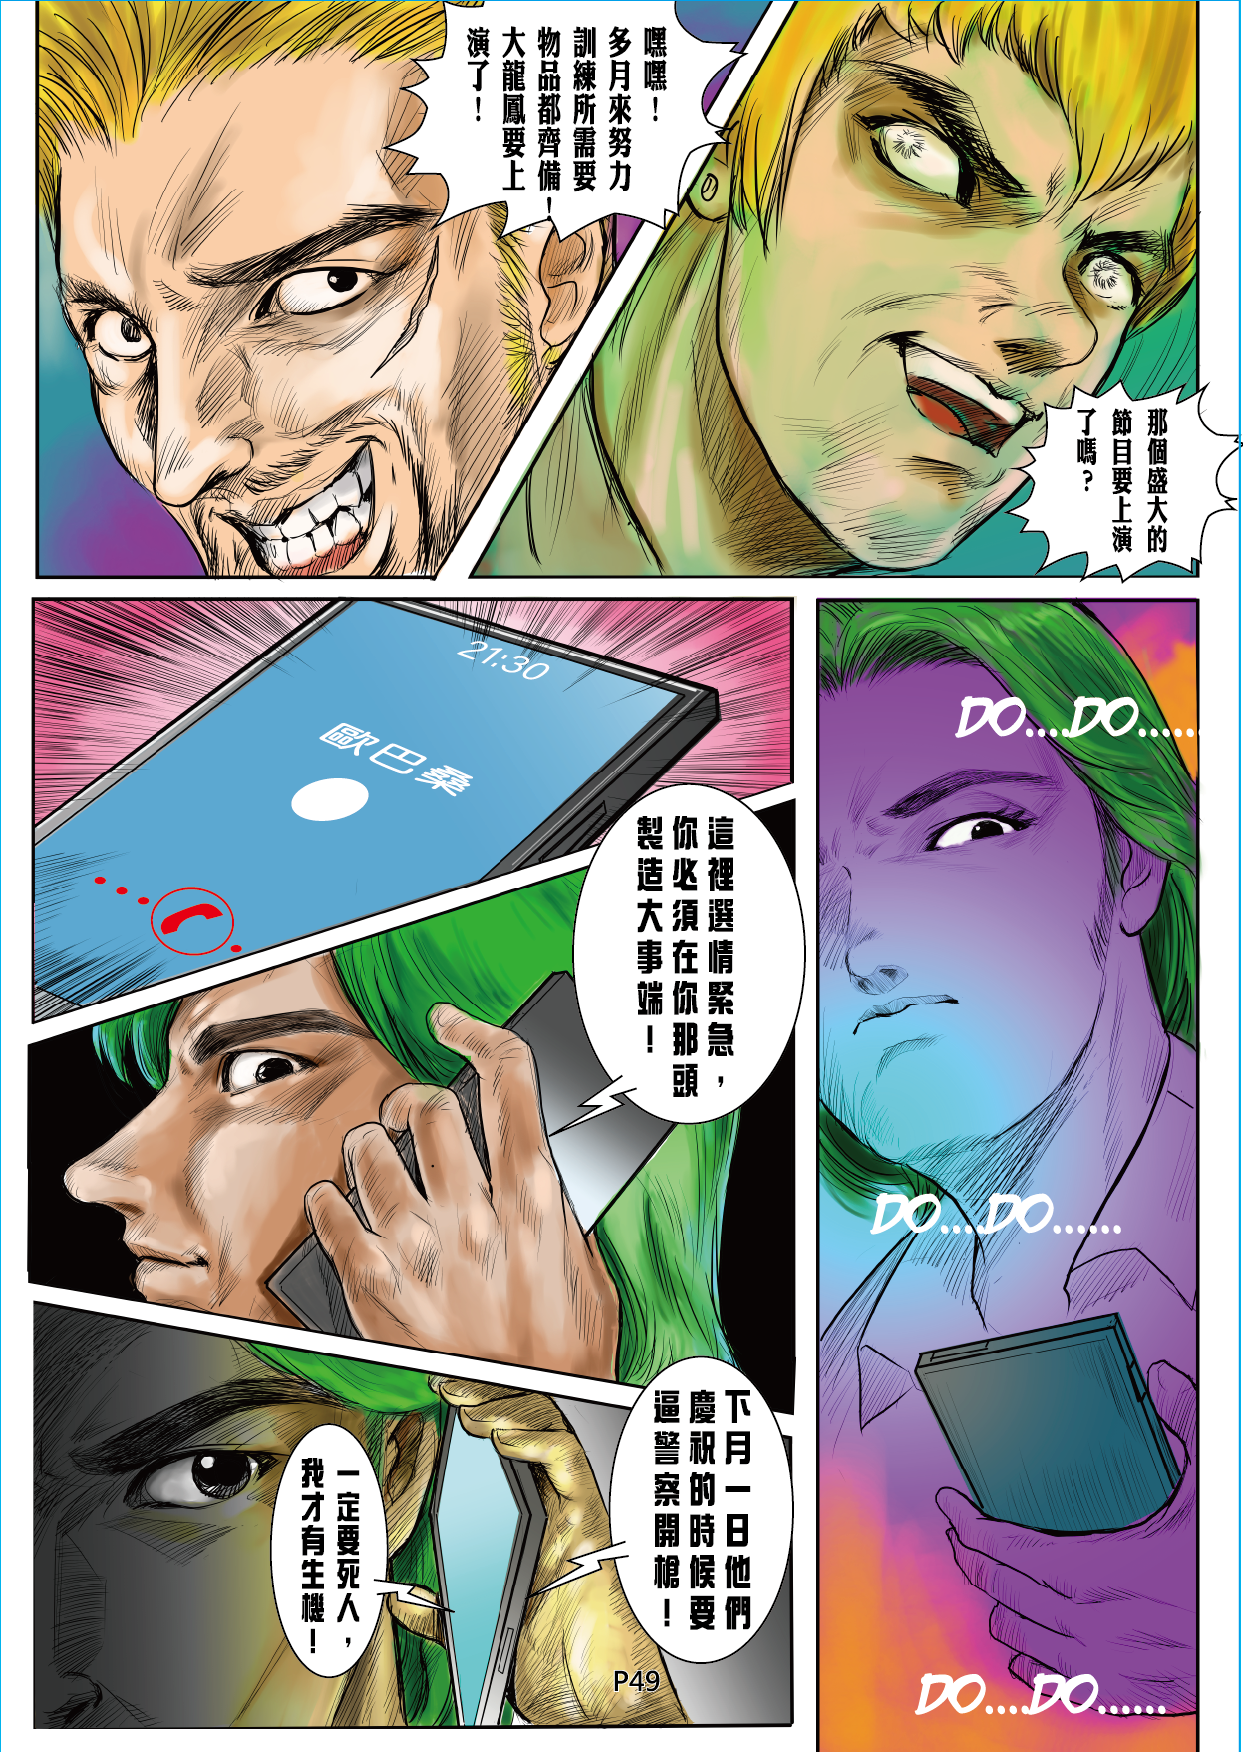 嘿嘿！
多月來努力
訓練所需要
物品都齊備！
大龍鳳要上
演了！
那個盛大的
節目要上演
了嗎？
21:30
歐巴桑
這裡選情緊急，
你必須在你那頭
製造大事端！
下月一日他們
慶祝的時候要
逼警察開槍！
一定要死人，
我才有生機！
DO....DO......
DO....DO......
DO....DO......
P49